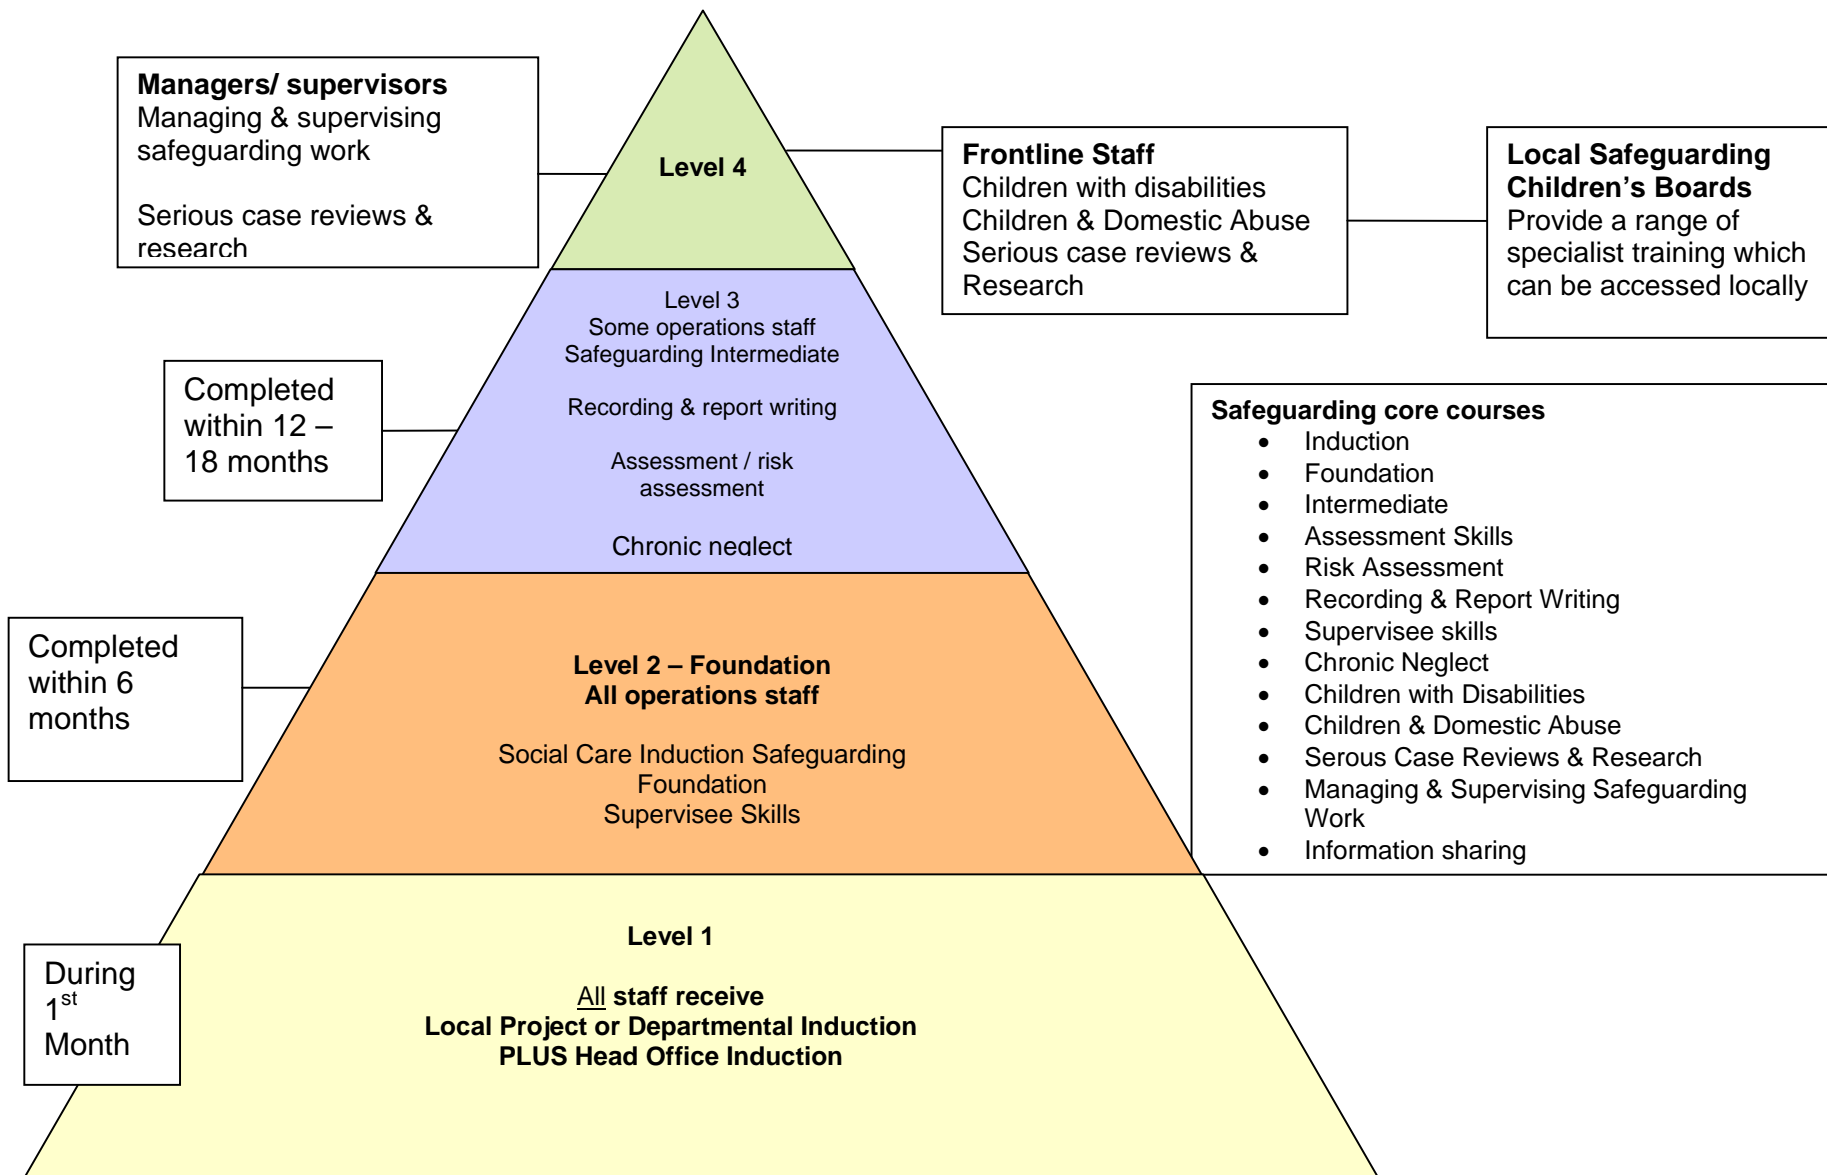 Managers/ supervisors
Managing & supervising
safeguarding work
Serious case reviews &
research
Level 4
Frontline Staff
Children with disabilities
Children & Domestic Abuse
Serious case reviews &
Research
Local Safeguarding
Children’s Boards
Provide a range of
specialist training which
can be accessed locally
Level 3
Some operations staff
Safeguarding Intermediate
Recording & report writing
Assessment / risk
assessment
Chronic neglect
Completed
within 12 –
18 months
Safeguarding core courses
• Induction
• Foundation
• Intermediate
• Assessment Skills
• Risk Assessment
• Recording & Report Writing
• Supervisee skills
• Chronic Neglect
• Children with Disabilities
• Children & Domestic Abuse
• Serous Case Reviews & Research
• Managing & Supervising Safeguarding
Work
• Information sharing
Completed
within 6
months
Level 2 – Foundation
All operations staff
Social Care Induction Safeguarding
Foundation
Supervisee Skills
During
1st
Month
Level 1
All staff receive
Local Project or Departmental Induction
PLUS Head Office Induction